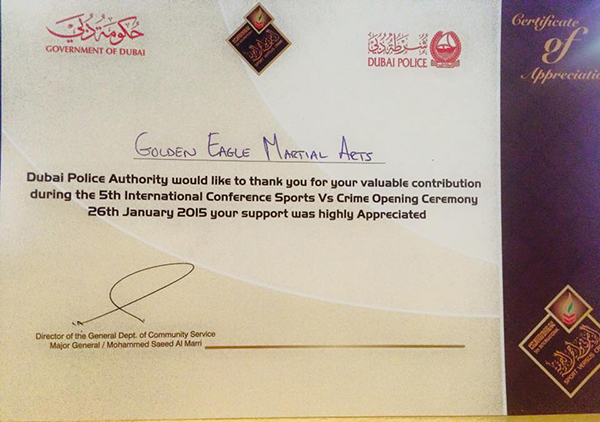 حكومة دبي
GOVERNMENT OF DUBAI
شرطة دبي
DUBAI POLICE
Certificate
of
Appreciatio
GOLDEN EAGLE MARTIAL ARTS
Dubai Police Authority would like to thank you for your valuable contribution
during the 5th International Conference Sports Vs Crime Opening Ceremony
26th January 2015 your support was highly Appreciated
Director of the General Dept. of Community Service
Major General / Mohammed Saeed Al Marri
SPORT VERSUS